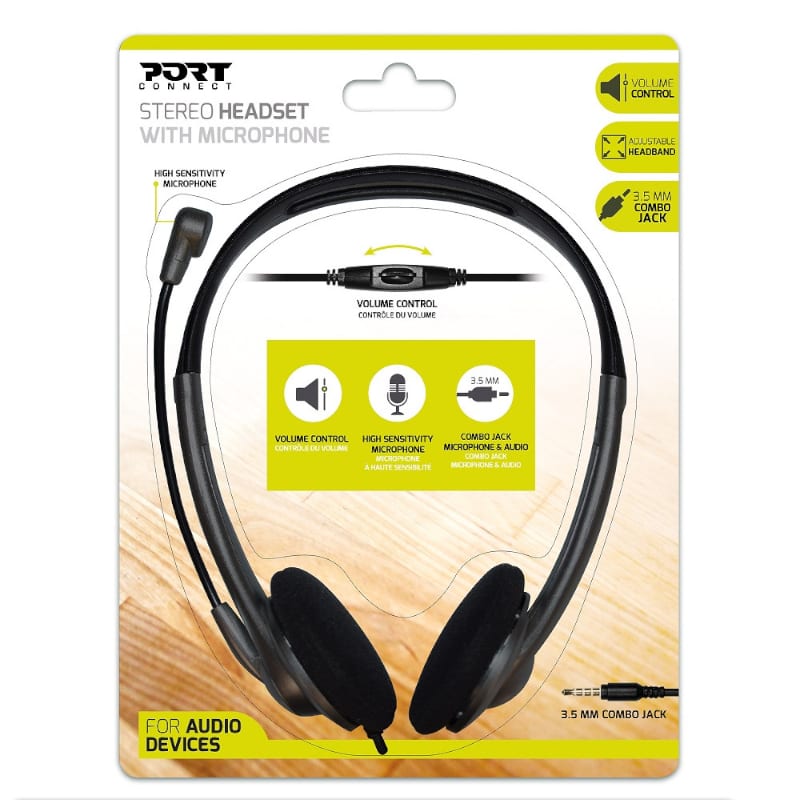 PORT
CONNECT
STEREO HEADSET
WITH MICROPHONE
VOLUME
CONTROL
ADJUSTABLE
HEADBAND
3.5 MM
COMBO
JACK
HIGH SENSITIVITY
MICROPHONE
VOLUME CONTROL
CONTRÔLE DU VOLUME
3.5 MM
VOLUME CONTROL
CONTRÔLE DU VOLUME
HIGH SENSITIVITY
MICROPHONE
MICROPHONE
A HAUTE SENSIBILITÉ
COMBO JACK
MICROPHONE & AUDIO
COMBO JACK
MICROPHONE & AUDIO
3.5 MM COMBO JACK
FOR AUDIO
DEVICES